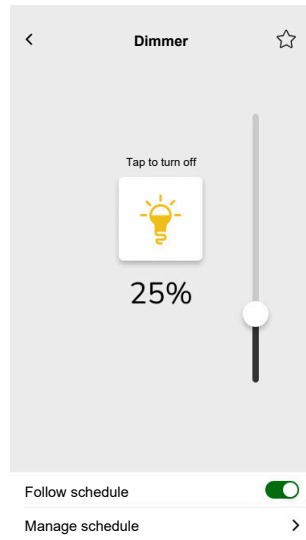 Dimmer
Tap to turn off
25%
Follow schedule
Manage schedule